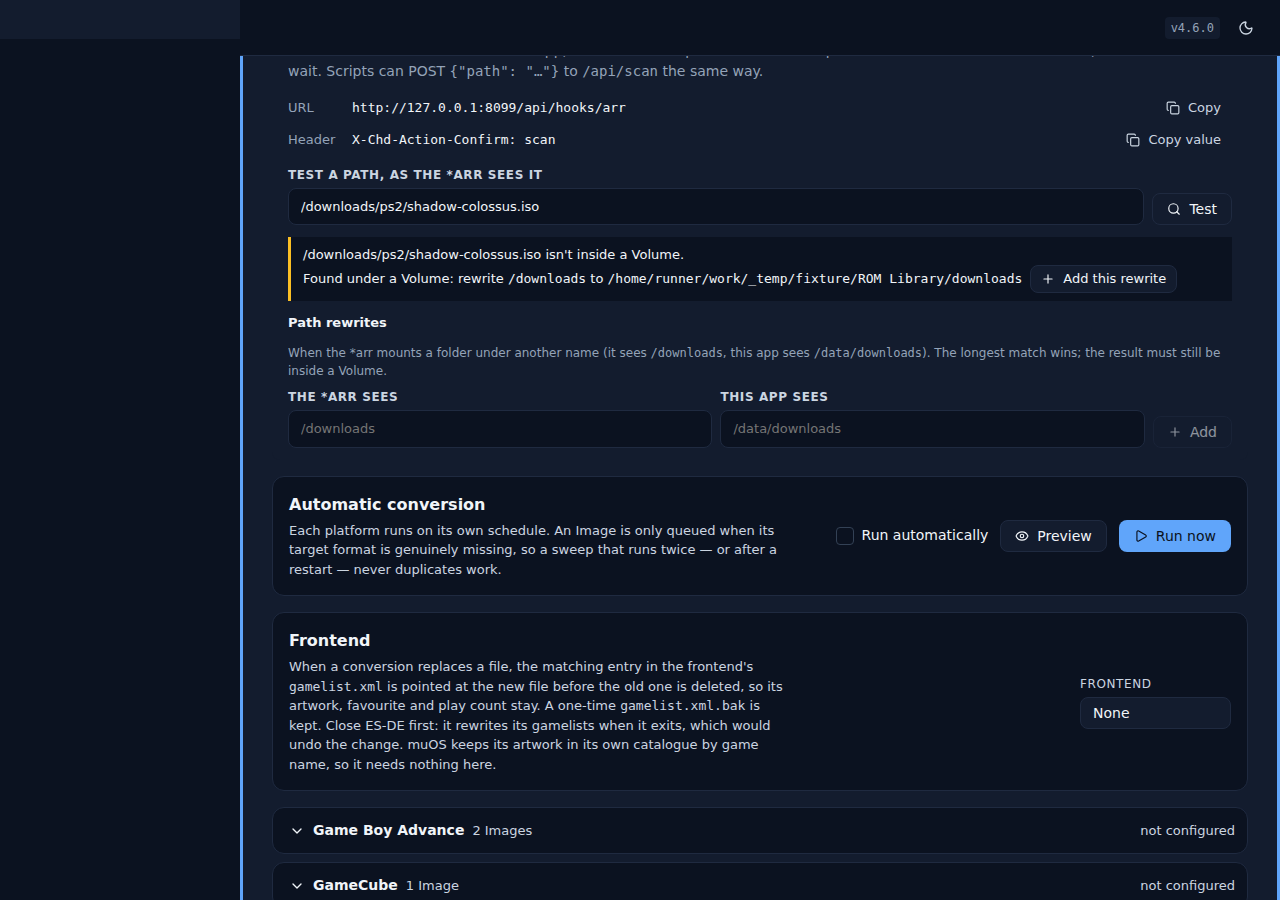 v4.6.0
wait. Scripts can POST {"path": "…"} to /api/scan the same way.
URL http://127.0.0.1:8099/api/hooks/arr Copy
Header X-Chd-Action-Confirm: scan Copy value
TEST A PATH, AS THE *ARR SEES IT
/downloads/ps2/shadow-colossus.iso Test
/downloads/ps2/shadow-colossus.iso isn't inside a Volume.
Found under a Volume: rewrite /downloads to /home/runner/work/_temp/fixture/ROM Library/downloads Add this rewrite
Path rewrites
When the *arr mounts a folder under another name (it sees /downloads, this app sees /data/downloads). The longest match wins; the result must still be
inside a Volume.
THE *ARR SEES THIS APP SEES
/downloads /data/downloads Add
Automatic conversion
Each platform runs on its own schedule. An Image is only queued when its
target format is genuinely missing, so a sweep that runs twice — or after a
restart — never duplicates work.
Run automatically Preview Run now
Frontend
When a conversion replaces a file, the matching entry in the frontend's
gamelist.xml is pointed at the new file before the old one is deleted, so its
artwork, favourite and play count stay. A one-time gamelist.xml.bak is
kept. Close ES-DE first: it rewrites its gamelists when it exits, which would
undo the change. muOS keeps its artwork in its own catalogue by game
name, so it needs nothing here.
FRONTEND
None
Game Boy Advance 2 Images not configured
GameCube 1 Image not configured